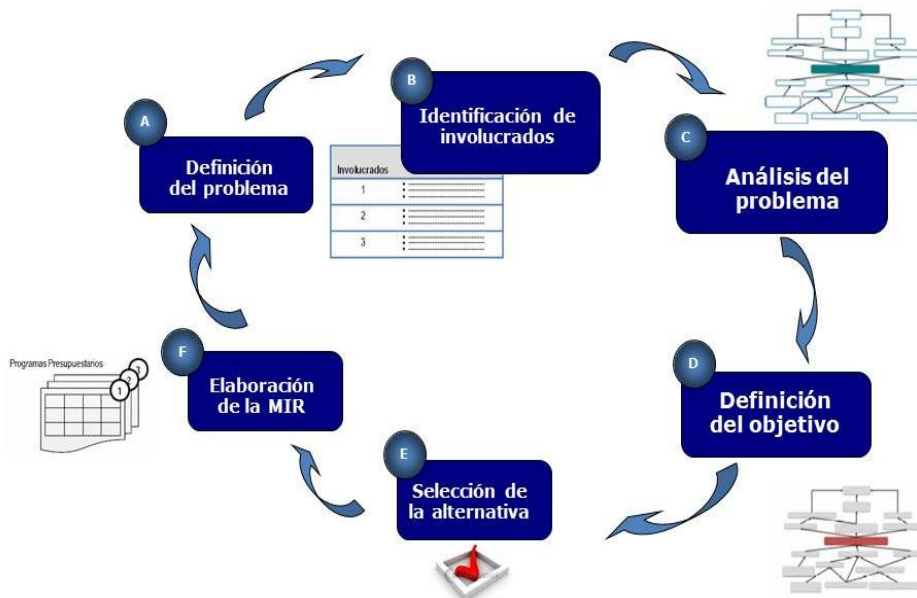 A
Definición
del problema
B
Identificación de
involucrados
Involucrados
1
2
3
C
Análisis del
problema
D
Definición
del objetivo
E
Selección de
la alternativa
F
Elaboración
de la MIR
Programas Presupuestarios
1
2
3